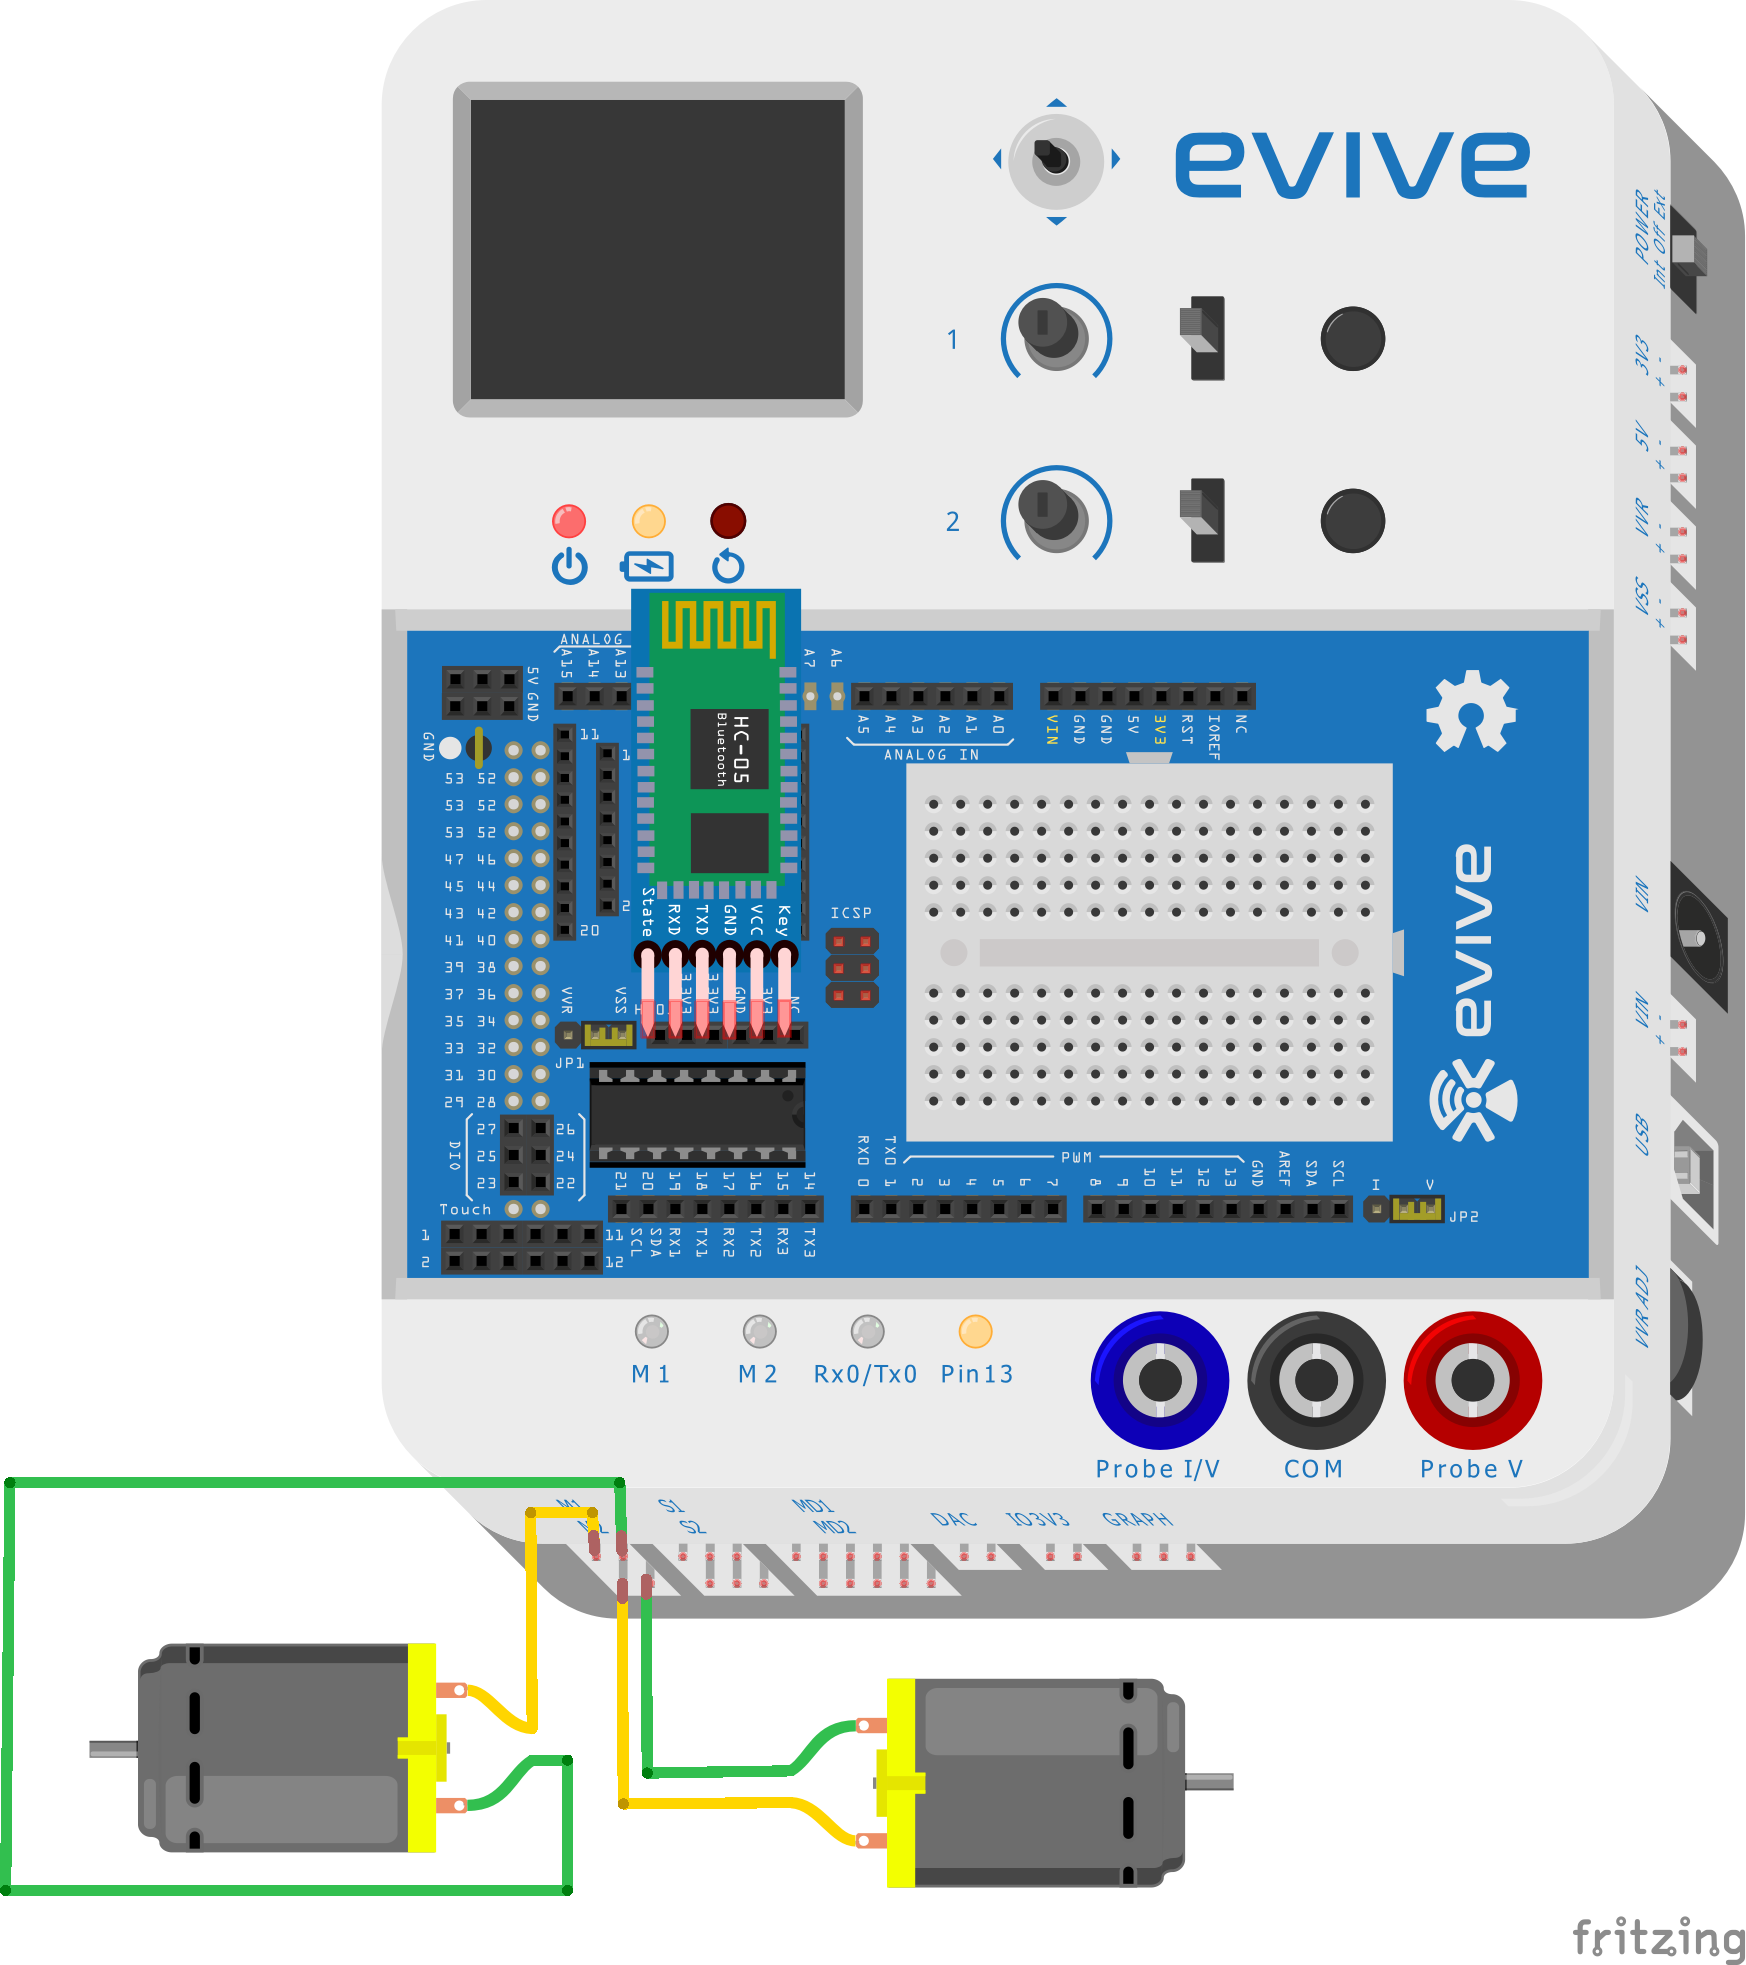 evive
POWER
Int Off Ext
1
3V3
+ -
5V
+ -
2
VVR
+ -
VSS
+ -
ANALOG
A15
A14
A13
A7
A6
5V
GND
A5
A4
A3
A2
A1
A0
ANALOG IN
VIN
GND
GND
5V
3V3
RST
IOREF
NC
GND
11
1
20
2
HC-05
Bluetooth
State
RXD
TXD
GND
VCC
Key
ICSP
evive
VIN
VIN
+ -
USB
VVR ADJ
53 52
53 52
53 52
47 46
45 44
43 42
41 40
39 38
37 36
35 34
33 32
31 30
29 28
27 26
25 24
23 22
DIO
VVR
VSS
3V3
3V3
GND
3V3
NC
JP1
Touch
1 11
2 12
21
20
19
18
17
16
15
14
SCL
SDA
RX1
TX1
RX2
TX2
RX3
TX3
RX0
TX0
PWM
0
1
2
3
4
5
6
7
8
9
10
11
12
13
GND
AREF
SDA
SCL
I
V
JP2
M1
M2
Rx0/Tx0
Pin13
Probe I/V
COM
Probe V
M1
M2
S1
S2
MD1
MD2
DAC
IO3V3
GRAPH
fritzing